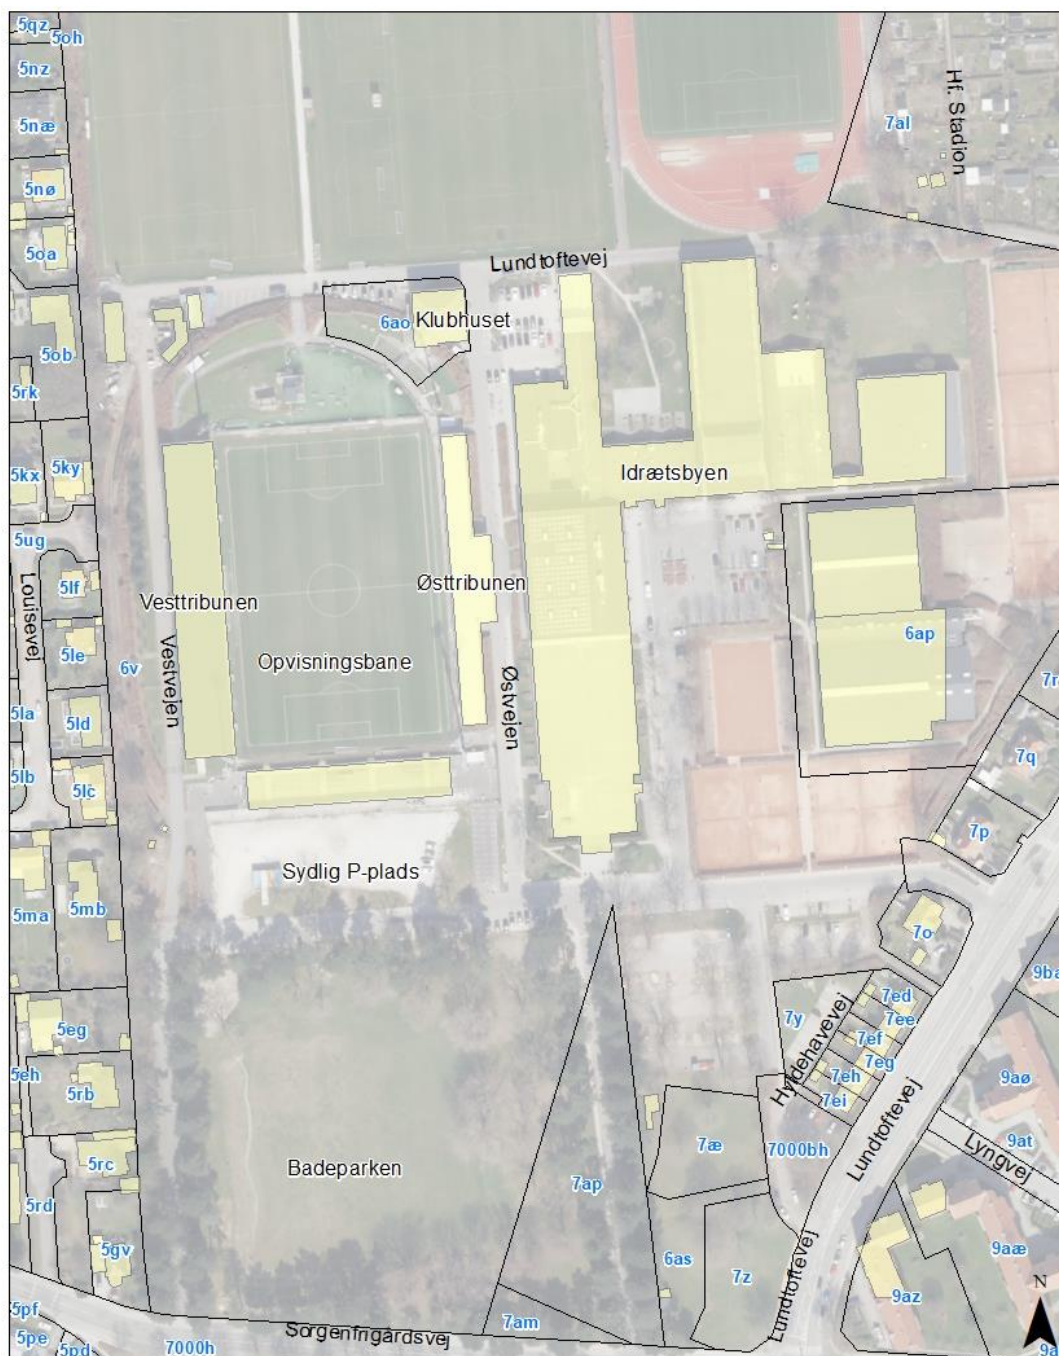 5qz
5oh
5nz
5næ
7al
Hf. Stadion
5nø
5oa
Lundtoftevej
6ao
Klubhuset
5ob
5rk
5kx
5ky
Idrætsbyen
5ug
5lf
Østtribunen
Vesttribunen
Louisevej
5le
6v
6ap
Opvisningsbane
Vestvejen
Østvejen
5la
5ld
5lb
5lc
7q
7p
Sydlig P-plads
5ma
5mb
7o
7ed
7y
7ee
5eg
7ef
7eg
Hyldehavevej
5eh
7eh
9aø
5rb
7ei
Lundtoftevej
7æ
7000bh
9at
Lyngvej
5rc
Badeparken
7ap
5rd
5gv
6as
7z
Lundtoftevej
9aæ
N
9az
5pf
5pe
5pd
7000h
Sorgenfrigårdsvej
7am